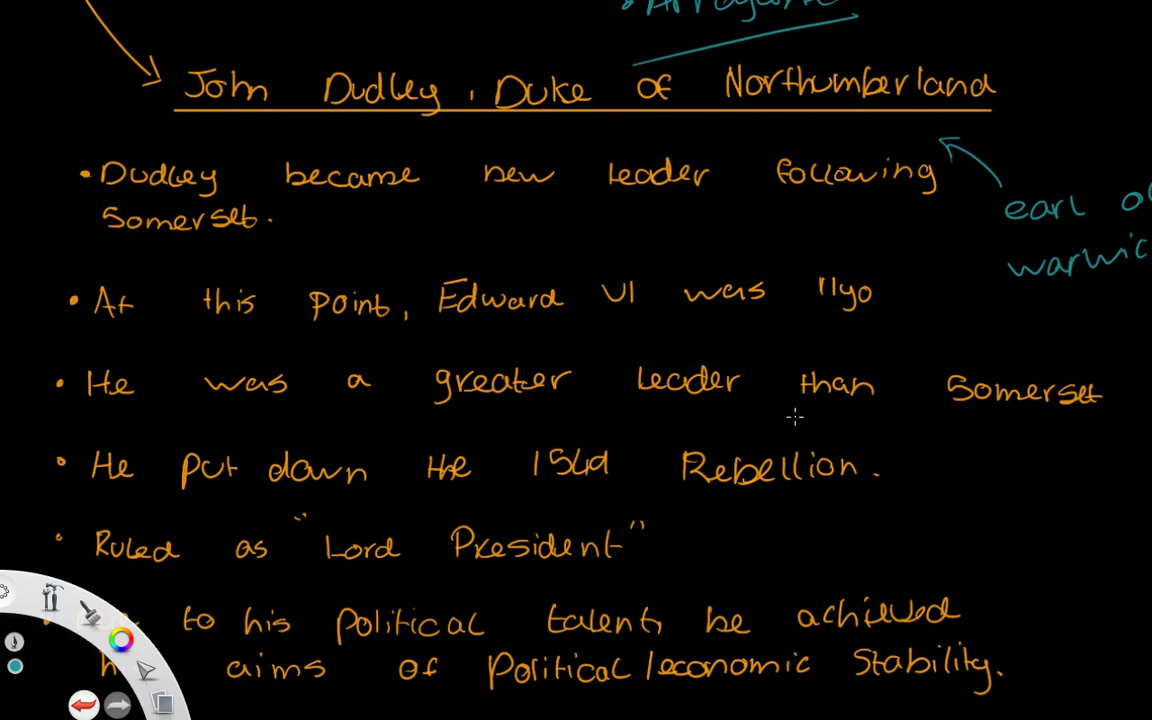 Arrogant
John Dudley, Duke of Northumberland
• Dudley became new leader following
Somerset.
earl o
warwic
• At this point, Edward VI was 11yo
• He was a greater leader than Somerset
• He put down the 1549 Rebellion.
• Ruled as "Lord President"
to his political talent, he achieved
h aims of Political/economic Stability.